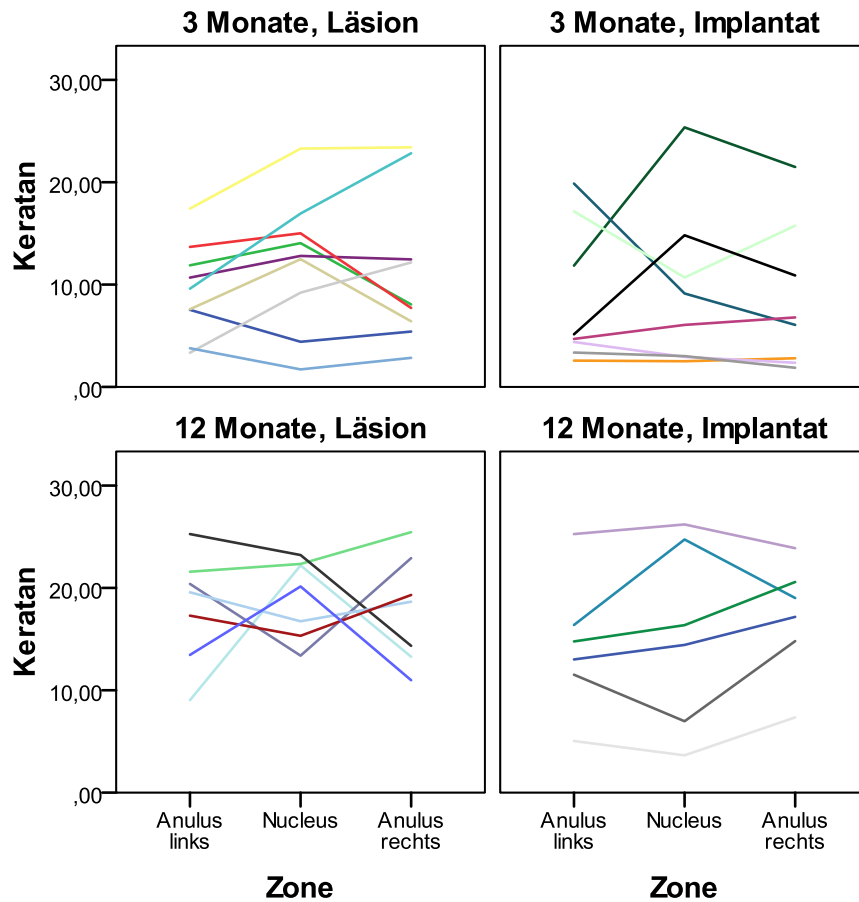 3 Monate, Läsion
3 Monate, Implantat
Keratan
30,00
20,00
10,00
,00
12 Monate, Läsion
12 Monate, Implantat
Keratan
30,00
20,00
10,00
,00
Anulus
links
Nucleus
Anulus
rechts
Anulus
links
Nucleus
Anulus
rechts
Zone
Zone